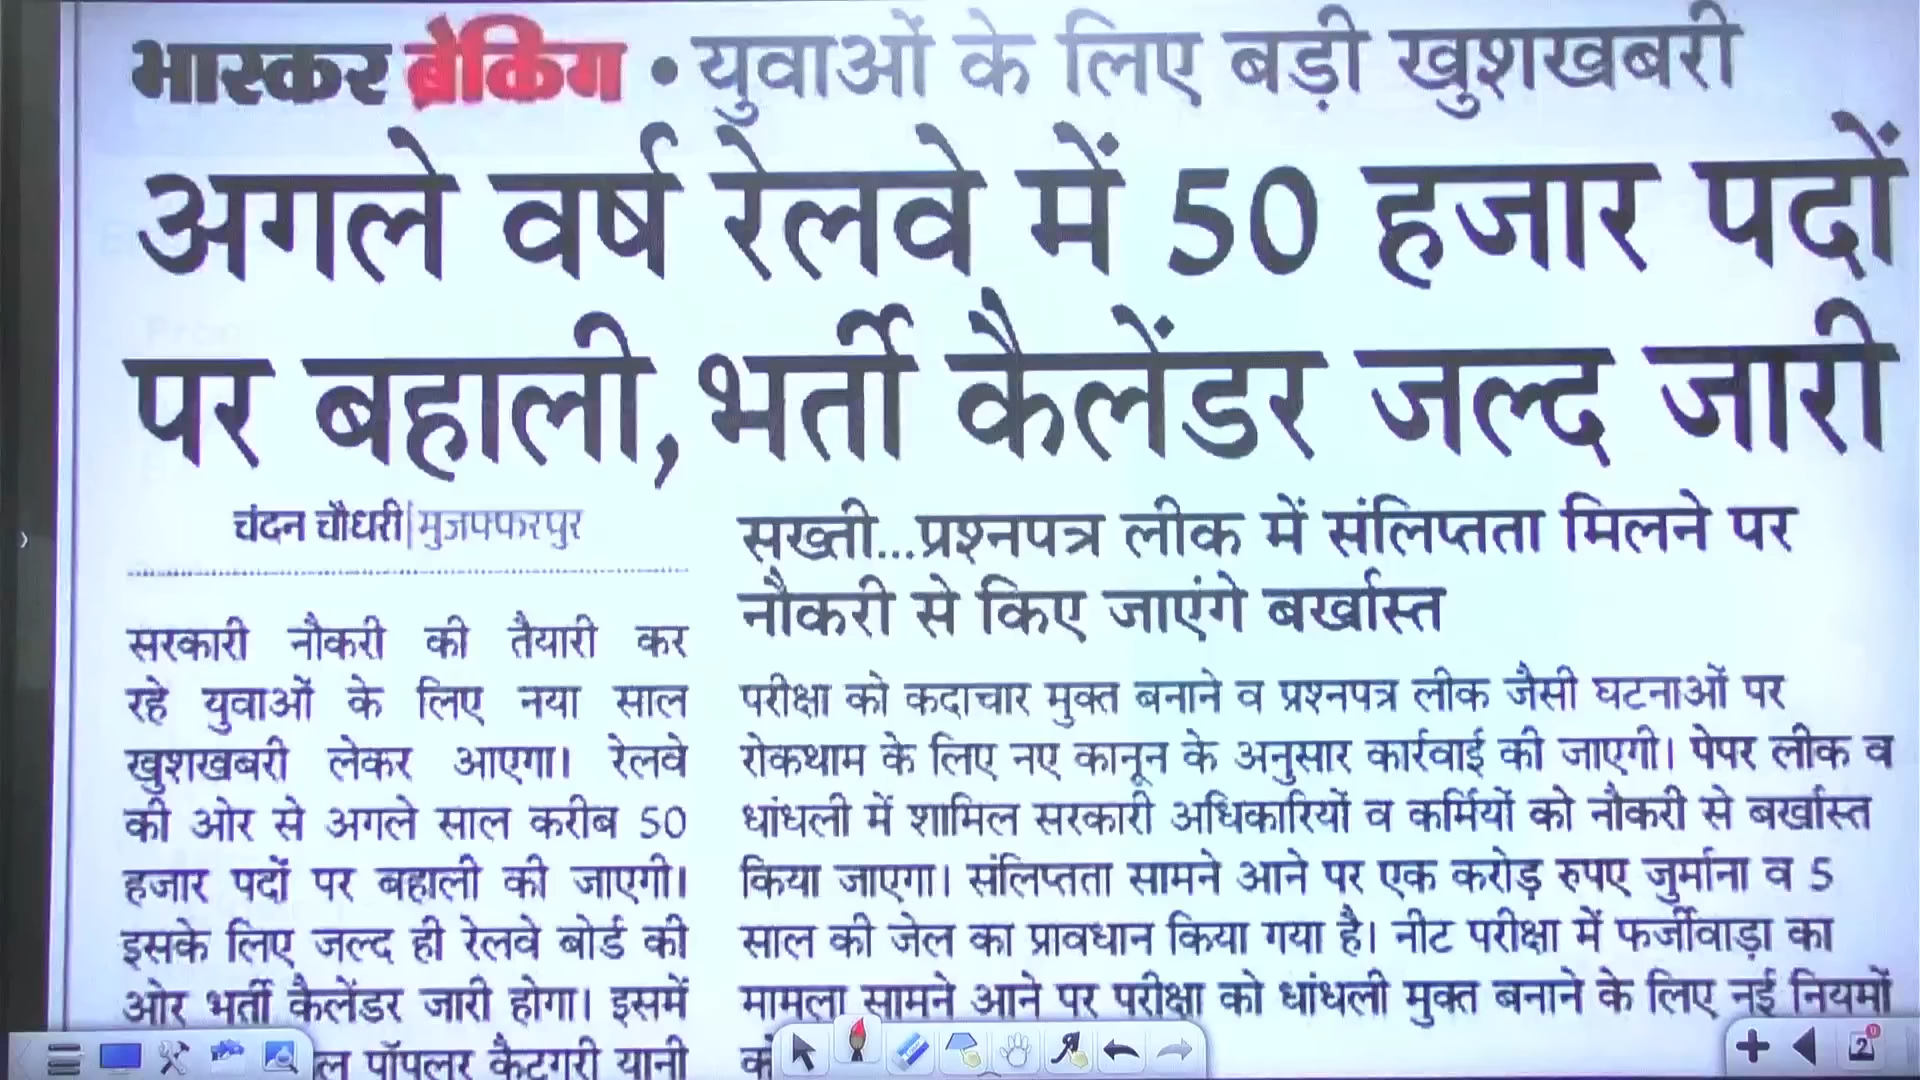 भास्कर ब्रेकिंग • युवाओं के लिए बड़ी खुशखबरी
अगले वर्ष रेलवे में 50 हजार पदों
पर बहाली, भर्ती कैलेंडर जल्द जारी
चंदन चौधरी|मुजफ्फरपुर
सरकारी नौकरी की तैयारी कर
रहे युवाओं के लिए नया साल
खुशखबरी लेकर आएगा। रेलवे
की ओर से अगले साल करीब 50
हजार पदों पर बहाली की जाएगी।
इसके लिए जल्द ही रेलवे बोर्ड की
ओर भर्ती कैलेंडर जारी होगा। इसमें
पॉपुलर कैटेगरी यानी
सख्ती...प्रश्नपत्र लीक में संलिप्तता मिलने पर
नौकरी से किए जाएंगे बर्खास्त
परीक्षा को कदाचार मुक्त बनाने व प्रश्नपत्र लीक जैसी घटनाओं पर
रोकथाम के लिए नए कानून के अनुसार कार्रवाई की जाएगी। पेपर लीक व
धांधली में शामिल सरकारी अधिकारियों व कर्मियों को नौकरी से बर्खास्त
किया जाएगा। संलिप्तता सामने आने पर एक करोड़ रुपए जुर्माना व 5
साल की जेल का प्रावधान किया गया है। नीट परीक्षा में फर्जीवाड़ा का
मामला सामने आने पर परीक्षा को धांधली मुक्त बनाने के लिए नई नियमों
2